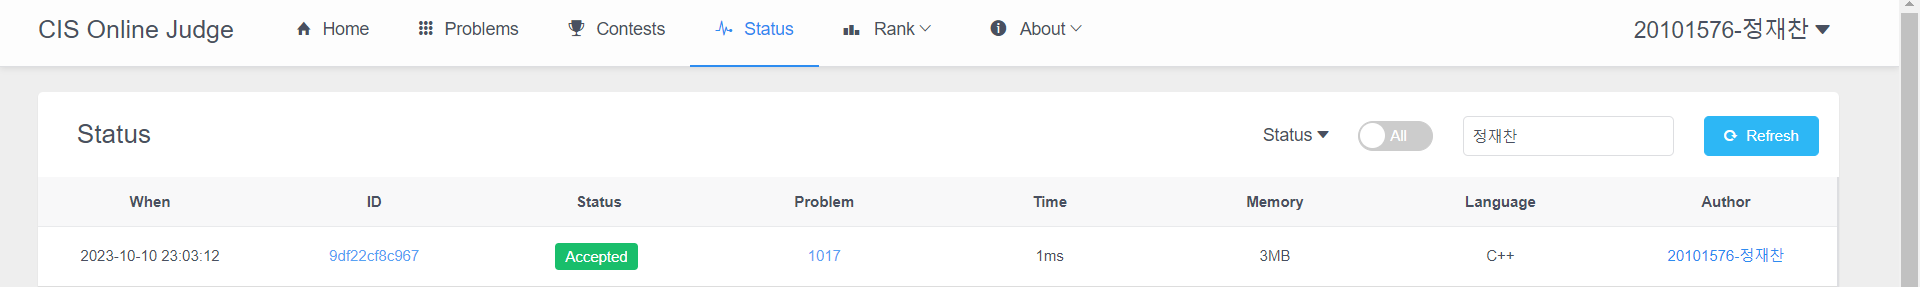 CIS Online Judge Home Problems Contests Status Rank About 20101576-정재찬
Status Status All 정재찬 Refresh
When ID Status Problem Time Memory Language Author
2023-10-10 23:03:12 9df22cf8c967 Accepted 1017 1ms 3MB C++ 20101576-정재찬